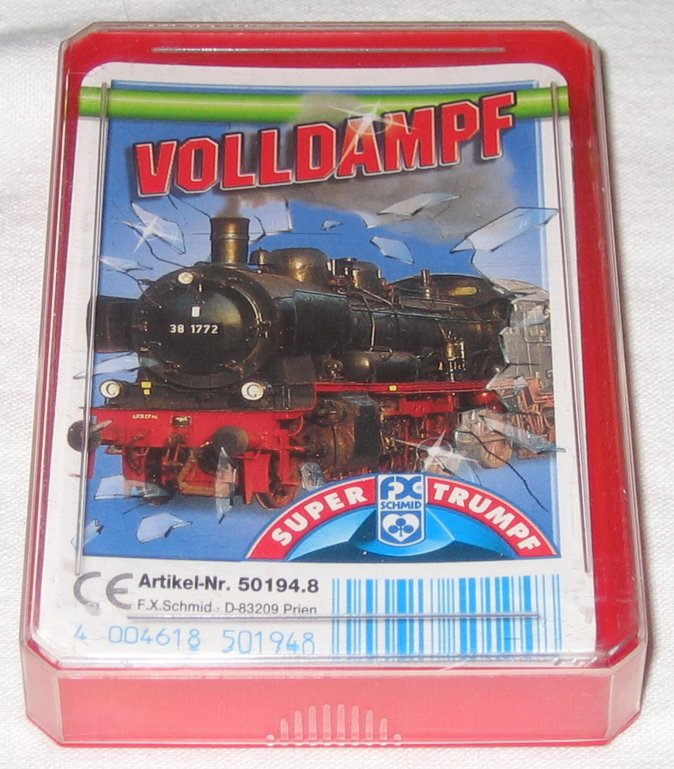 VOLLDAMPF
38 1772
SUPER TRUMPF
FX
SCHMID
CE
Artikel-Nr. 50194.8
F.X.Schmid · D-83209 Prien
4 004618 501948